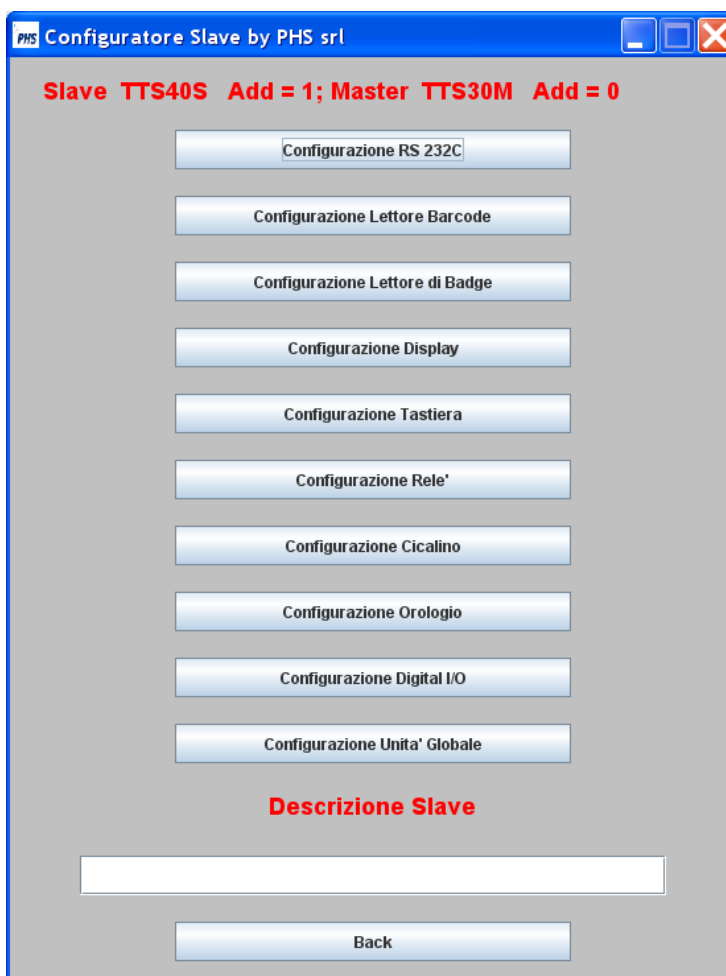 PHS Configuratore Slave by PHS srl
Slave TTS40S Add = 1; Master TTS30M Add = 0
Configurazione RS 232C
Configurazione Lettore Barcode
Configurazione Lettore di Badge
Configurazione Display
Configurazione Tastiera
Configurazione Rele'
Configurazione Cicalino
Configurazione Orologio
Configurazione Digital I/O
Configurazione Unita' Globale
Descrizione Slave
Back